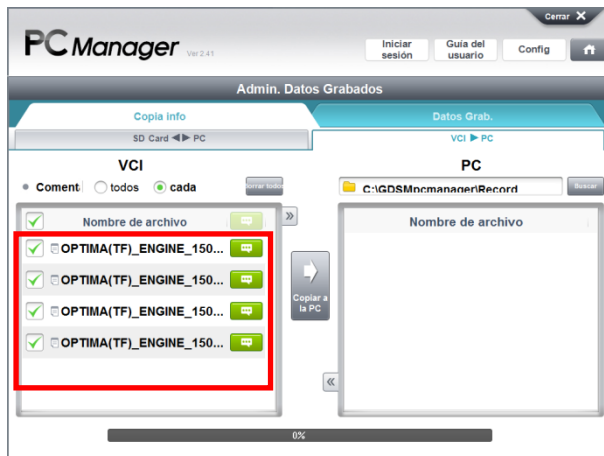 Cerrar X
PC Manager Ver 2.41
Iniciar sesión
Guía del usuario
Config
Admin. Datos Grabados
Copia info
Datos Grab.
SD Card ◀▶ PC
VCI ▶ PC
VCI
PC
Coment
todos
cada
Borrar todos
C:\GDSMpcmanager\Record
Buscar
Nombre de archivo
Nombre de archivo
OPTIMA(TF)_ENGINE_150...
OPTIMA(TF)_ENGINE_150...
OPTIMA(TF)_ENGINE_150...
OPTIMA(TF)_ENGINE_150...
Copiar a
la PC
0%